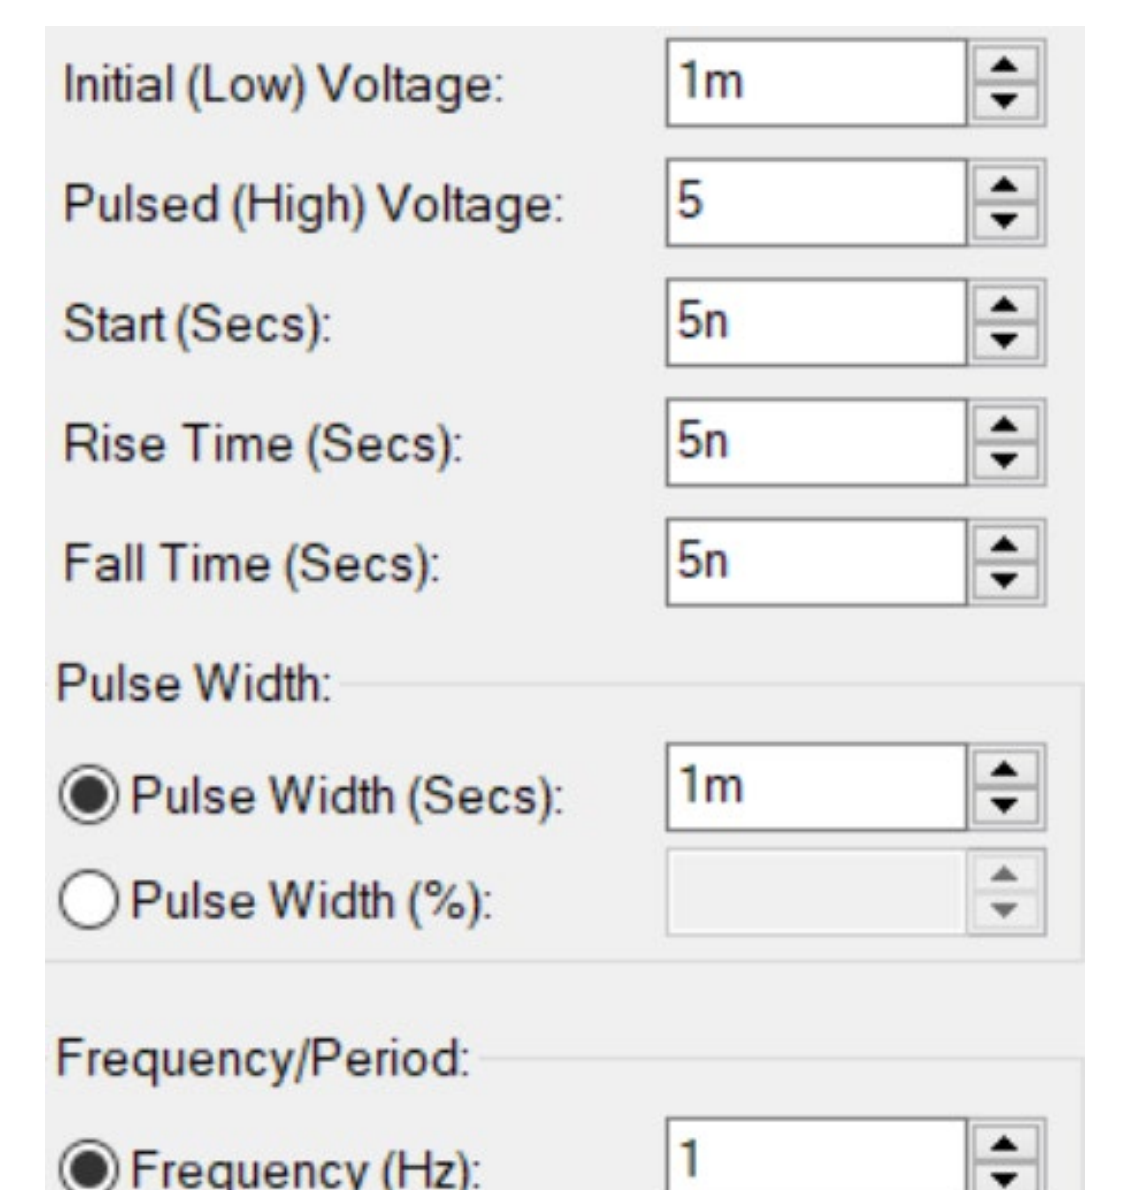 Initial (Low) Voltage: 1m
Pulsed (High) Voltage: 5
Start (Secs): 5n
Rise Time (Secs): 5n
Fall Time (Secs): 5n
Pulse Width:
Pulse Width (Secs): 1m
Pulse Width (%):
Frequency/Period:
Frequency (Hz): 1